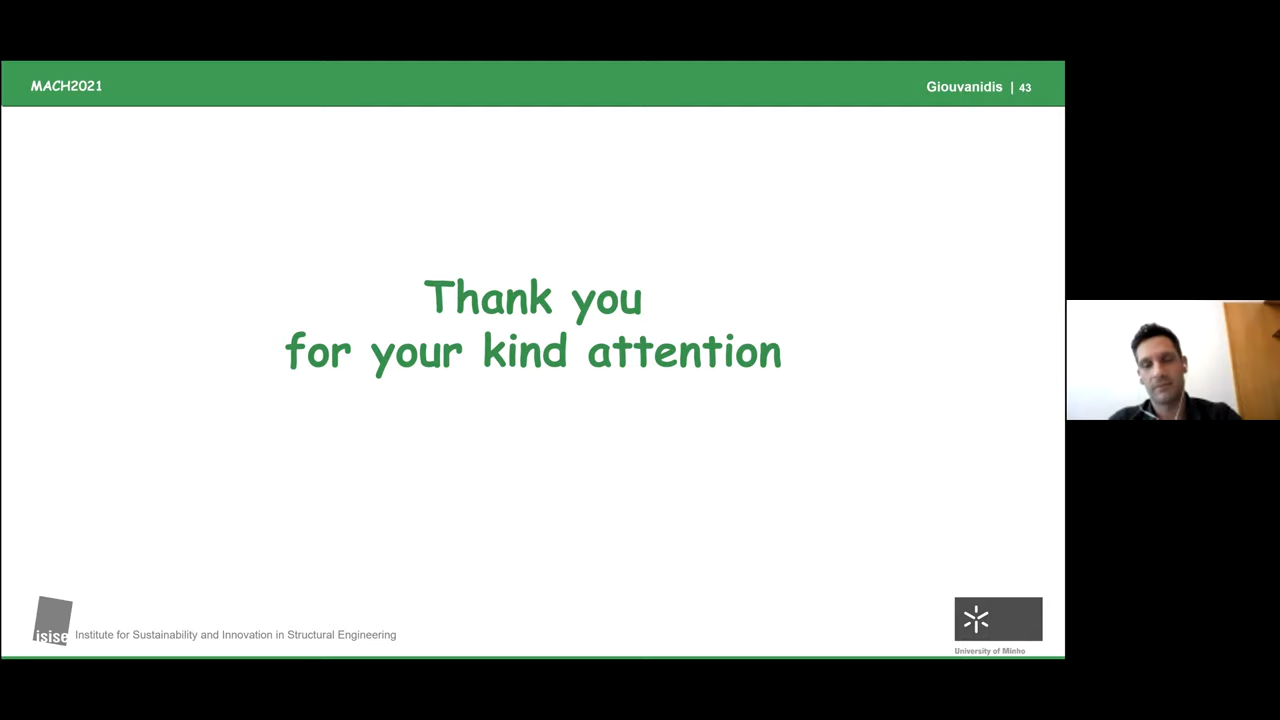 MACH2021
Giouvanidis | 43
Thank you
for your kind attention
isise
Institute for Sustainability and Innovation in Structural Engineering
University of Minho